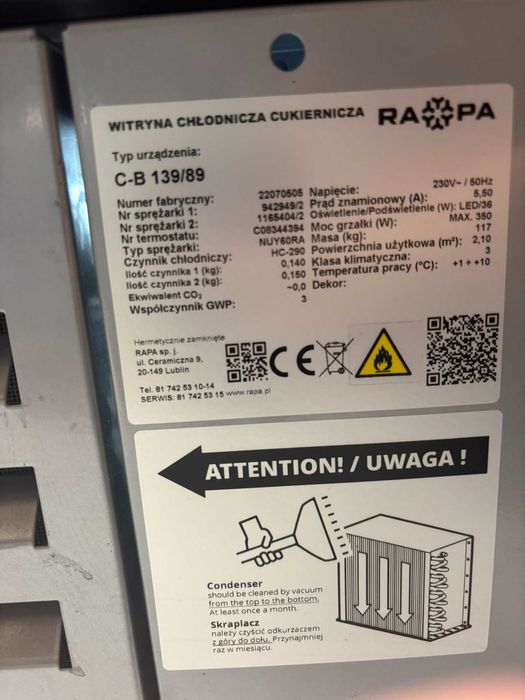 WITRYNA CHŁODNICZA CUKIERNICZA
RAPA
Typ urządzenia:
C-B 139/89
Numer fabryczny: 22070505
Nr sprężarki 1: 942949/2
Nr sprężarki 2: 1165404/2
Nr termostatu: C08344394
Typ sprężarki: NUY60RA
Czynnik chłodniczy: HC-290
Ilość czynnika 1 (kg): 0,140
Ilość czynnika 2 (kg): 0,150
Ekwiwalent CO₂ ~0,0
Współczynnik GWP: 3
Napięcie: 230V~ / 50Hz
Prąd znamionowy (A): 5,50
Oświetlenie/Podświetlenie (W): LED/36
Moc grzałki (W): MAX. 350
Masa (kg): 117
Powierzchnia użytkowa (m²): 2,10
Klasa klimatyczna: 3
Temperatura pracy (°C): +1 ÷ +10
Dekor:
Hermetycznie zamknięte
RAPA sp. j.
ul. Ceramiczna 9,
20-149 Lublin
Tel. 81 742 53 10-14
SERWIS: 81 742 53 15 www.rapa.pl
CE
ATTENTION! / UWAGA !
Condenser
should be cleaned by vacuum
from the top to the bottom.
At least once a month.
Skraplacz
należy czyścić odkurzaczem
z góry do dołu. Przynajmniej
raz w miesiącu.